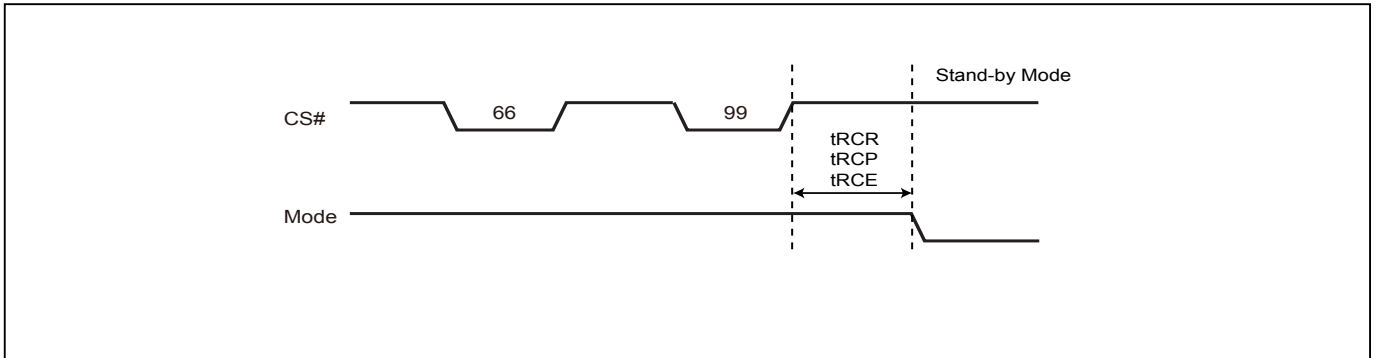 Stand-by Mode
CS#
66
99
tRCR
tRCP
tRCE
Mode